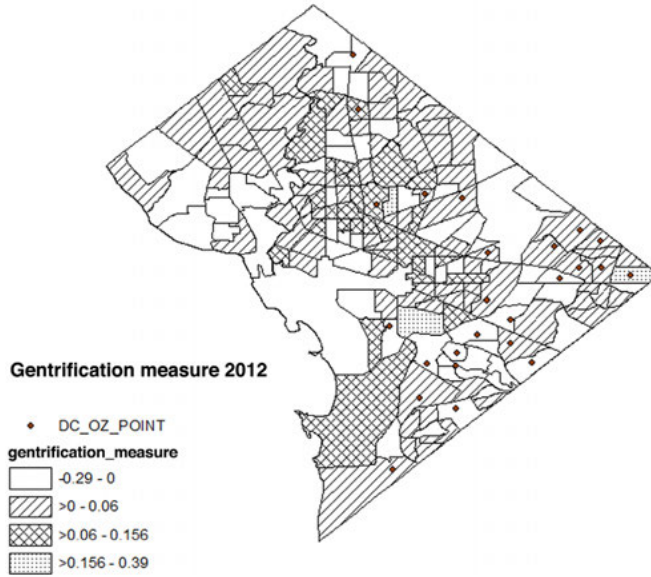 Gentrification measure 2012
DC_OZ_POINT
gentrification_measure
-0.29 - 0
>0 - 0.06
>0.06 - 0.156
>0.156 - 0.39